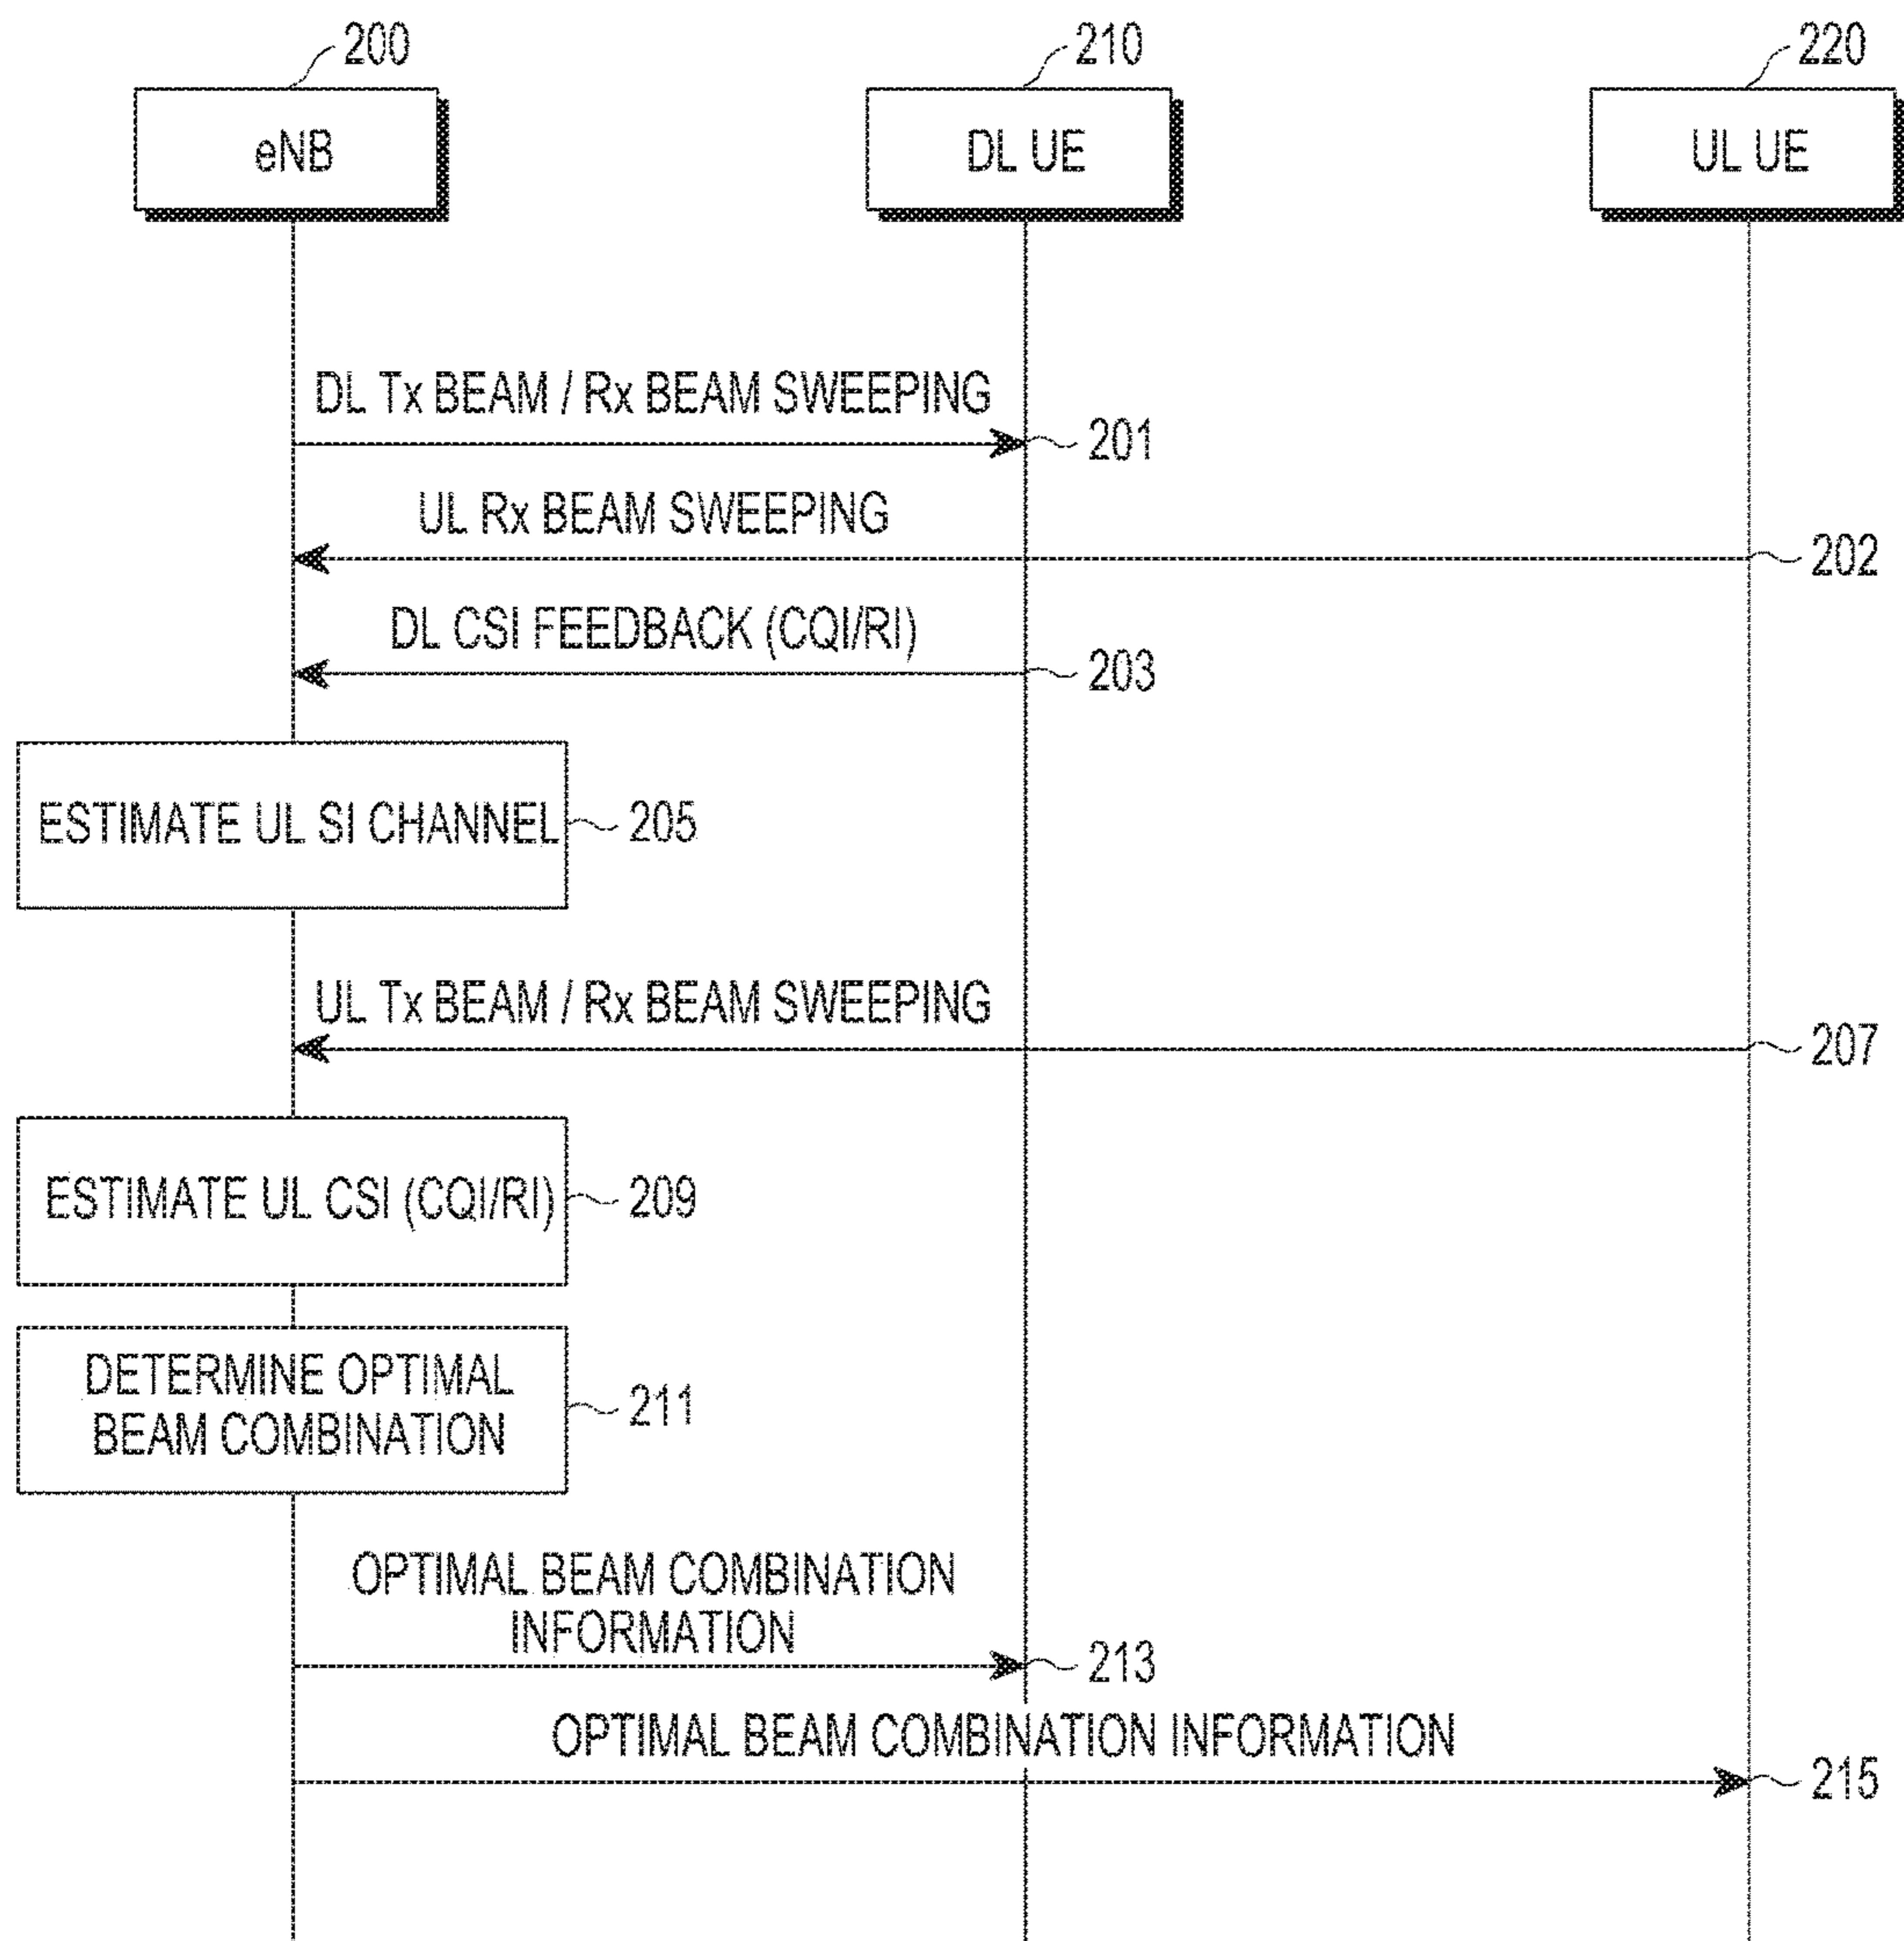 200
210
220
eNB
DL UE
UL UE
DL Tx BEAM / Rx BEAM SWEEPING
201
UL Rx BEAM SWEEPING
202
DL CSI FEEDBACK (CQI/RI)
203
ESTIMATE UL SI CHANNEL
205
UL Tx BEAM / Rx BEAM SWEEPING
207
ESTIMATE UL CSI (CQI/RI)
209
DETERMINE OPTIMAL
BEAM COMBINATION
211
OPTIMAL BEAM COMBINATION
INFORMATION
213
OPTIMAL BEAM COMBINATION INFORMATION
215